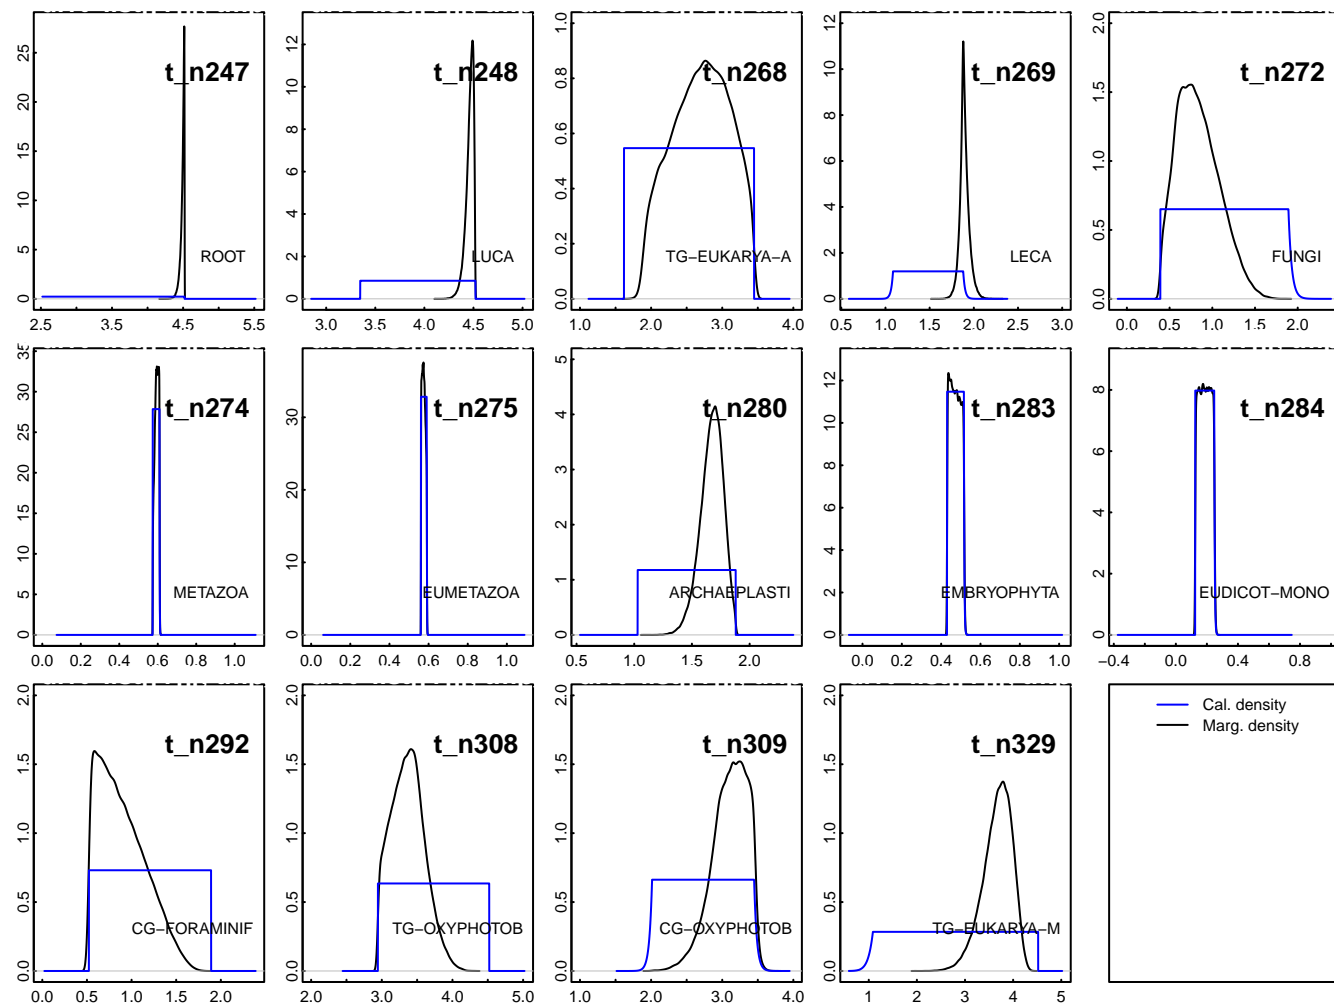 t_n247
ROOT
0 5 10 15 20 25
2.5 3.5 4.5 5.5
t_n248
LUCA
0 2 4 6 8 10 12
3.0 3.5 4.0 4.5 5.0
t_n268
TG-EUKARYA-A
0.0 0.2 0.4 0.6 0.8 1.0
1.0 2.0 3.0 4.0
t_n269
LECA
0 2 4 6 8 10 12
0.5 1.0 1.5 2.0 2.5 3.0
t_n272
FUNGI
0.0 0.5 1.0 1.5 2.0
0.0 0.5 1.0 1.5 2.0
t_n274
METAZOA
0 5 10 15 20 25 30 35
0.0 0.2 0.4 0.6 0.8 1.0
t_n275
EUMETAZOA
0 10 20 30
0.0 0.2 0.4 0.6 0.8 1.0
t_n280
ARCHAEPLASTI
0 1 2 3 4 5
0.5 1.0 1.5 2.0
t_n283
EMBRYOPHYTA
0 2 4 6 8 10 12
0.0 0.2 0.4 0.6 0.8 1.0
t_n284
EUDICOT-MONO
0 2 4 6 8
-0.4 0.0 0.4 0.8
t_n292
CG-FORAMINIF
0.0 0.5 1.0 1.5 2.0
0.0 0.5 1.0 1.5 2.0
t_n308
TG-OXYPHOTOB
0.0 0.5 1.0 1.5 2.0
2.0 3.0 4.0 5.0
t_n309
CG-OXYPHOTOB
0.0 0.5 1.0 1.5 2.0
1.0 2.0 3.0 4.0
t_n329
TG-EUKARYA-M
0.0 0.5 1.0 1.5 2.0
1 2 3 4 5
Cal. density
Marg. density